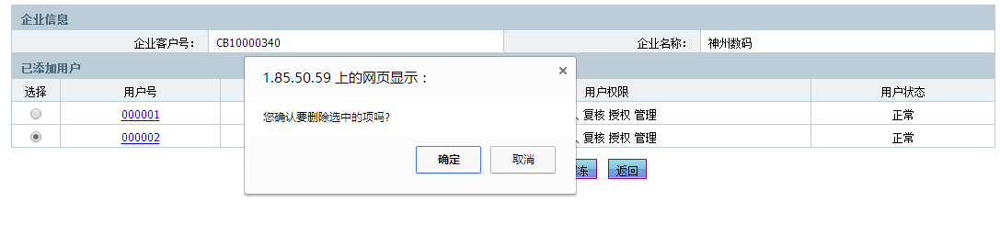 企业信息
企业客户号： CB10000340 企业名称： 神州数码
已添加用户
选择 用户号 用户权限 用户状态
000001 复核 授权 管理 正常
000002 复核 授权 管理 正常
1.85.50.59 上的网页显示：
您确认要删除选中的项吗?
确定 取消
冻 返回